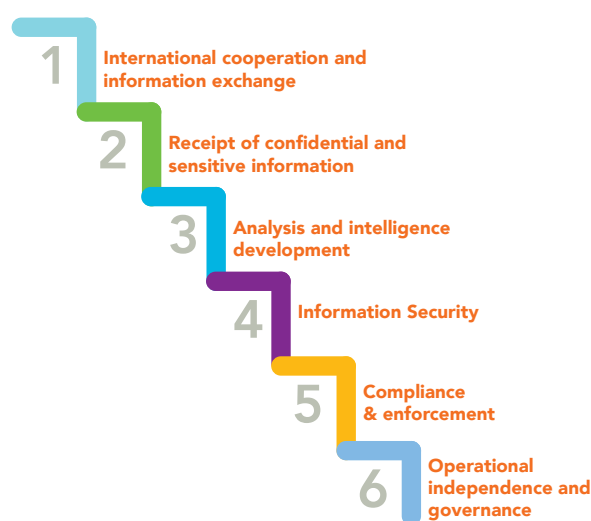 1
International cooperation and
information exchange
2
Receipt of confidential and
sensitive information
3
Analysis and intelligence
development
4
Information Security
5
Compliance
& enforcement
6
Operational
independence and
governance